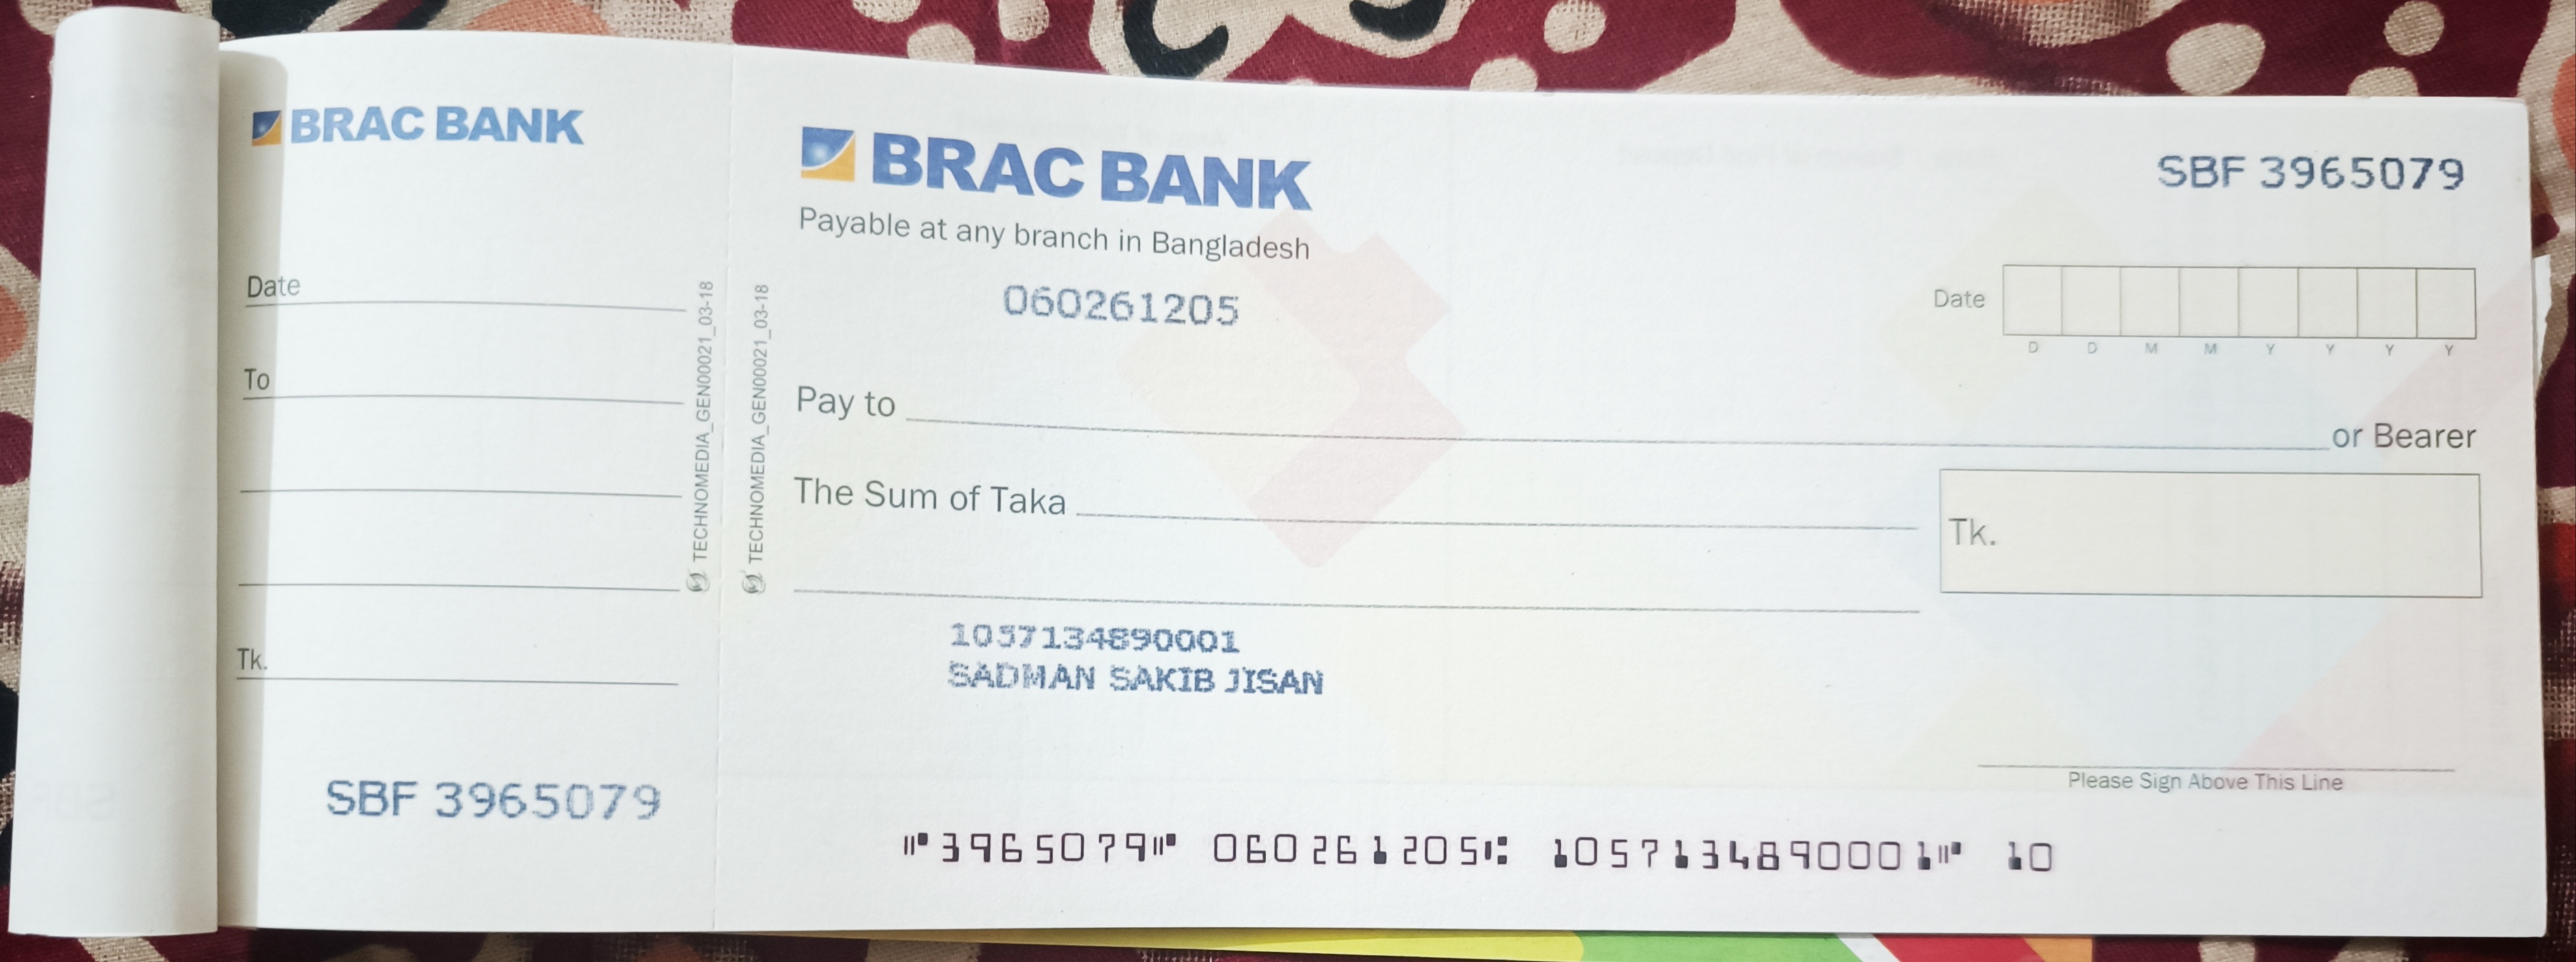 BRAC BANK
Date
To
Tk.
SBF 3965079
TECHNOMEDIA_GEN00021_03-18
TECHNOMEDIA_GEN00021_03-18
BRAC BANK
Payable at any branch in Bangladesh
060261205
SBF 3965079
Date
D D M M Y Y Y Y
Pay to or Bearer
The Sum of Taka
Tk.
1057134890001
SADMAN SAKIB JISAN
Please Sign Above This Line
⑈3965079⑈ 060261205⑆ 1057134890001⑈ 10